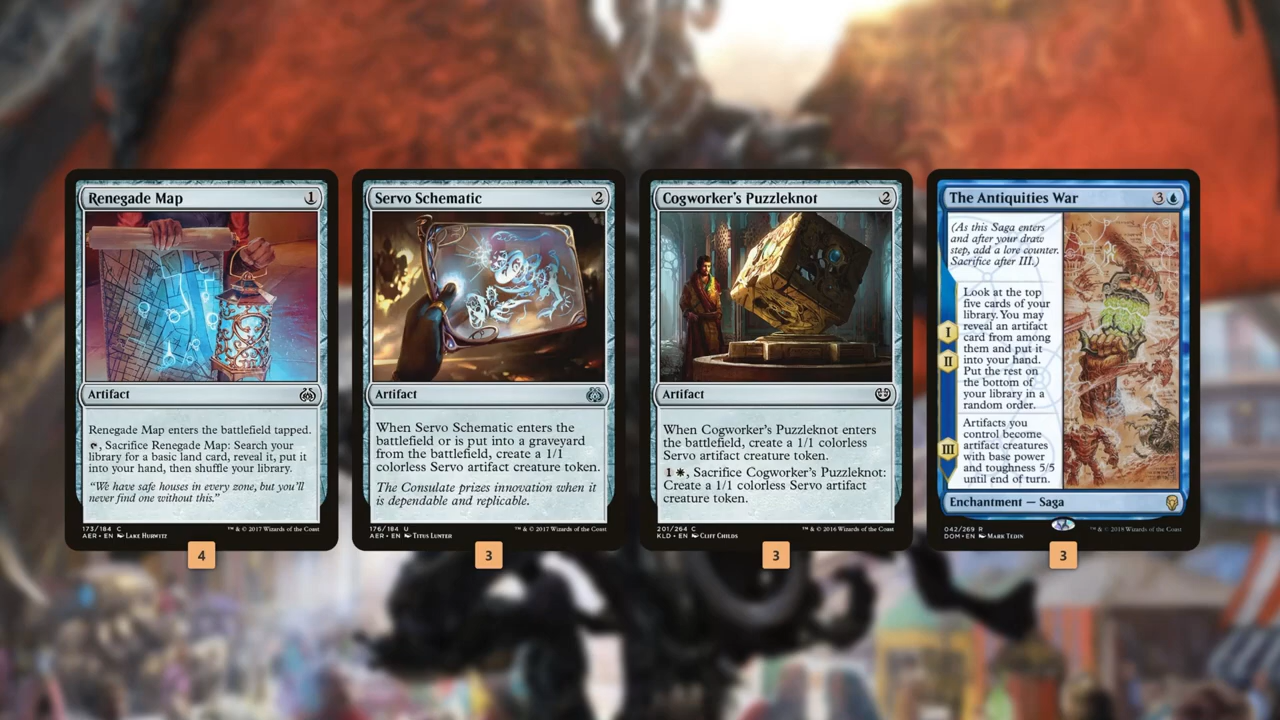 Renegade Map 1
Artifact
Renegade Map enters the battlefield tapped.
, Sacrifice Renegade Map: Search your
library for a basic land card, reveal it, put it
into your hand, then shuffle your library.
"We have safe houses in every zone, but you'll
never find one without this."
173/184 C
AER • EN LAKE HURWITZ
™ & © 2017 Wizards of the Coast
4
Servo Schematic 2
Artifact
When Servo Schematic enters the
battlefield or is put into a graveyard
from the battlefield, create a 1/1
colorless Servo artifact creature token.
The Consulate prizes innovation when it
is dependable and replicable.
176/184 U
AER • EN TITUS LUNTER
™ & © 2017 Wizards of the Coast
3
Cogworker's Puzzleknot 2
Artifact
When Cogworker's Puzzleknot enters
the battlefield, create a 1/1 colorless
Servo artifact creature token.
1 , Sacrifice Cogworker's Puzzleknot:
Create a 1/1 colorless Servo artifact
creature token.
201/264 C
KLD • EN CLIFF CHILDS
™ & © 2016 Wizards of the Coast
3
The Antiquities War 3
(As this Saga enters
and after your draw
step, add a lore counter.
Sacrifice after III.)
I
II
Look at the top
five cards of your
library. You may
reveal an artifact
card from among
them and put it
into your hand.
Put the rest on
the bottom of
your library in a
random order.
III
Artifacts you
control become
artifact creatures
with base power
and toughness 5/5
until end of turn.
Enchantment — Saga
042/269 R
DOM • EN MARK TEDIN
™ & © 2018 Wizards of the Coast
3